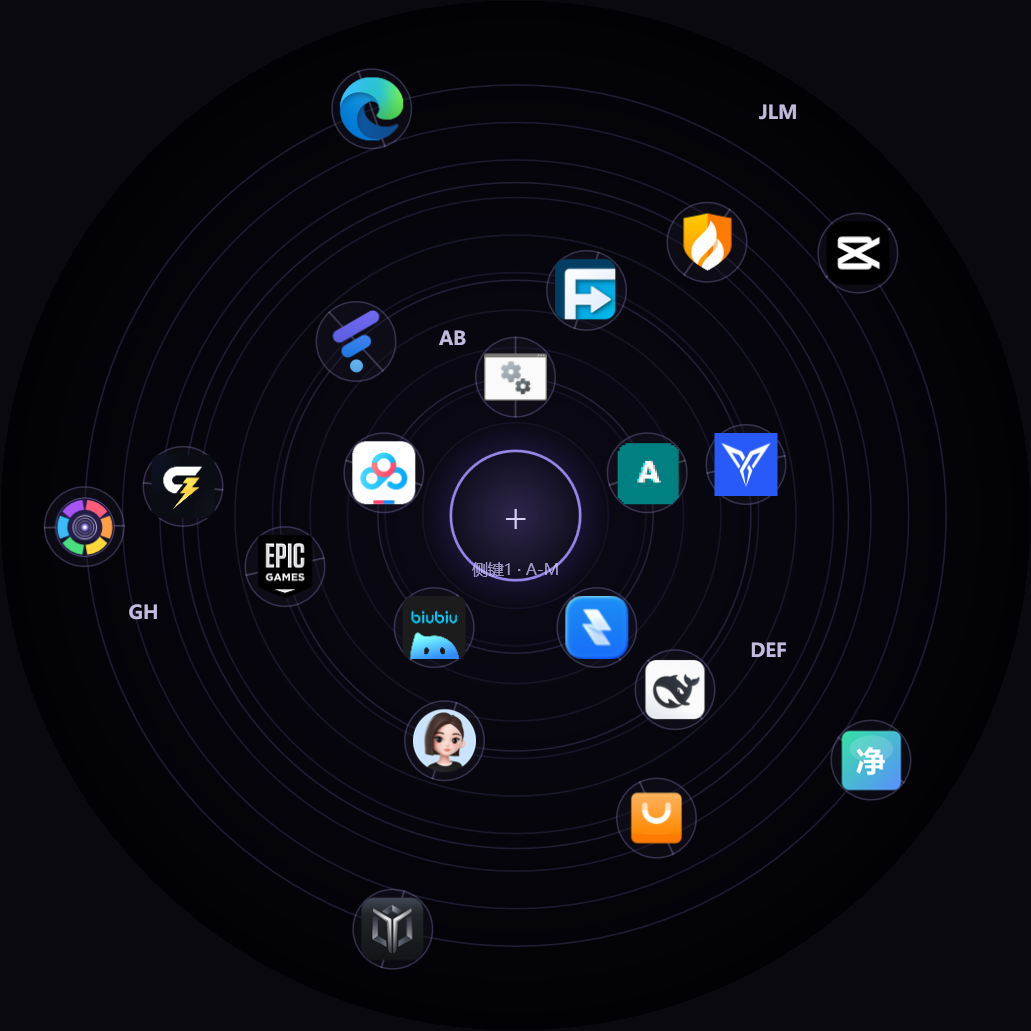 JLM
AB
A
EPIC
GAMES
侧键1 · A-M
GH
biubiu
DEF
净